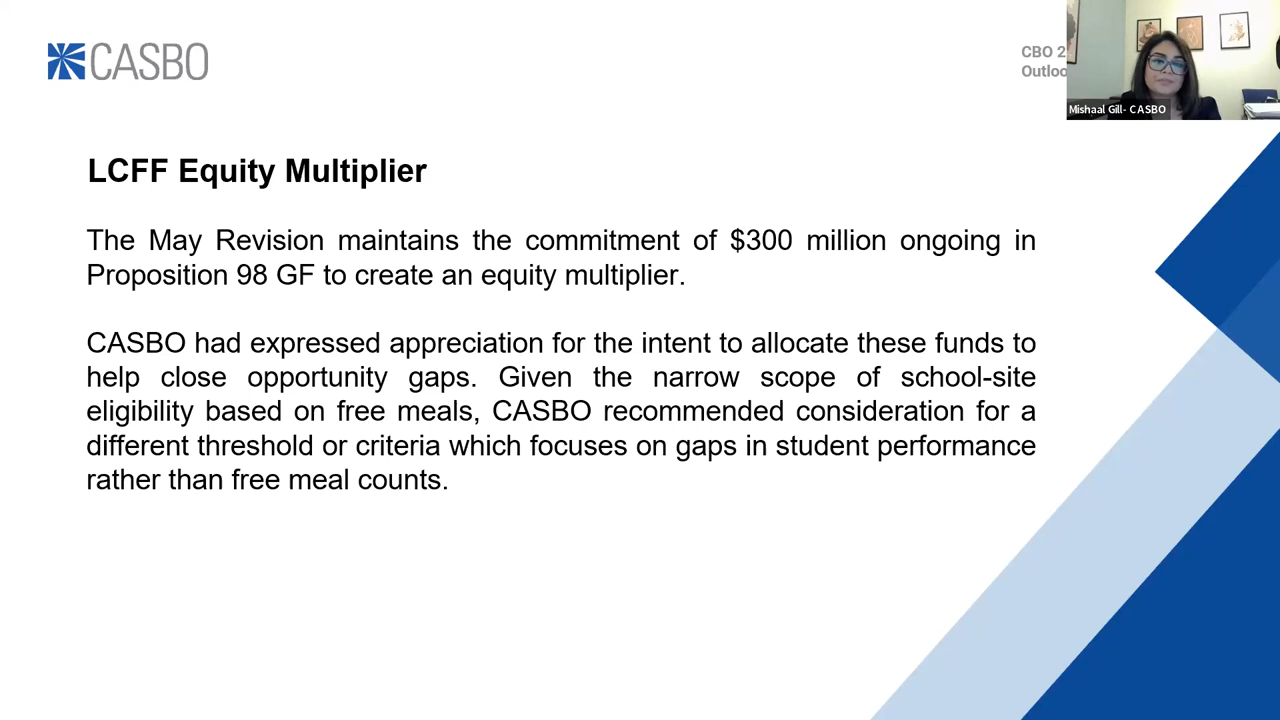 CASBO
CBO 2
Outloo
Mishaal Gill- CASBO
LCFF Equity Multiplier
The May Revision maintains the commitment of $300 million ongoing in
Proposition 98 GF to create an equity multiplier.
CASBO had expressed appreciation for the intent to allocate these funds to
help close opportunity gaps. Given the narrow scope of school-site
eligibility based on free meals, CASBO recommended consideration for a
different threshold or criteria which focuses on gaps in student performance
rather than free meal counts.